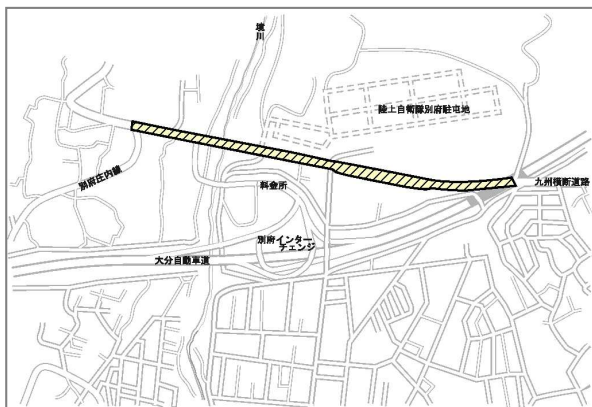 境川
陸上自衛隊別府駐屯地
別府庄内線
料金所
九州横断道路
別府インター
チェンジ
大分自動車道